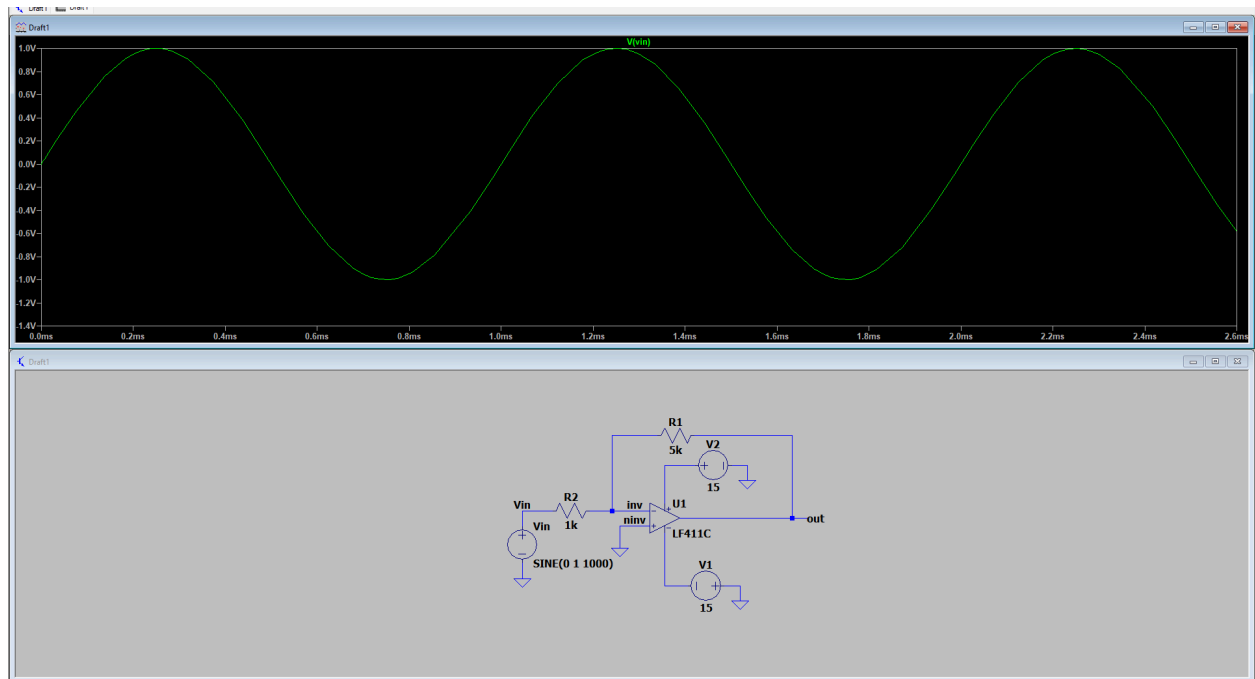 Draft1 Draft1
Draft1
V(vin)
1.0V
0.8V
0.6V
0.4V
0.2V
0.0V
-0.2V
-0.4V
-0.6V
-0.8V
-1.0V
-1.2V
-1.4V
0.0ms 0.2ms 0.4ms 0.6ms 0.8ms 1.0ms 1.2ms 1.4ms 1.6ms 1.8ms 2.0ms 2.2ms 2.4ms 2.6ms
Draft1
R1
5k
V2
15
Vin
R2
1k
inv
ninv
U1
LF411C
out
Vin
SINE(0 1 1000)
V1
15